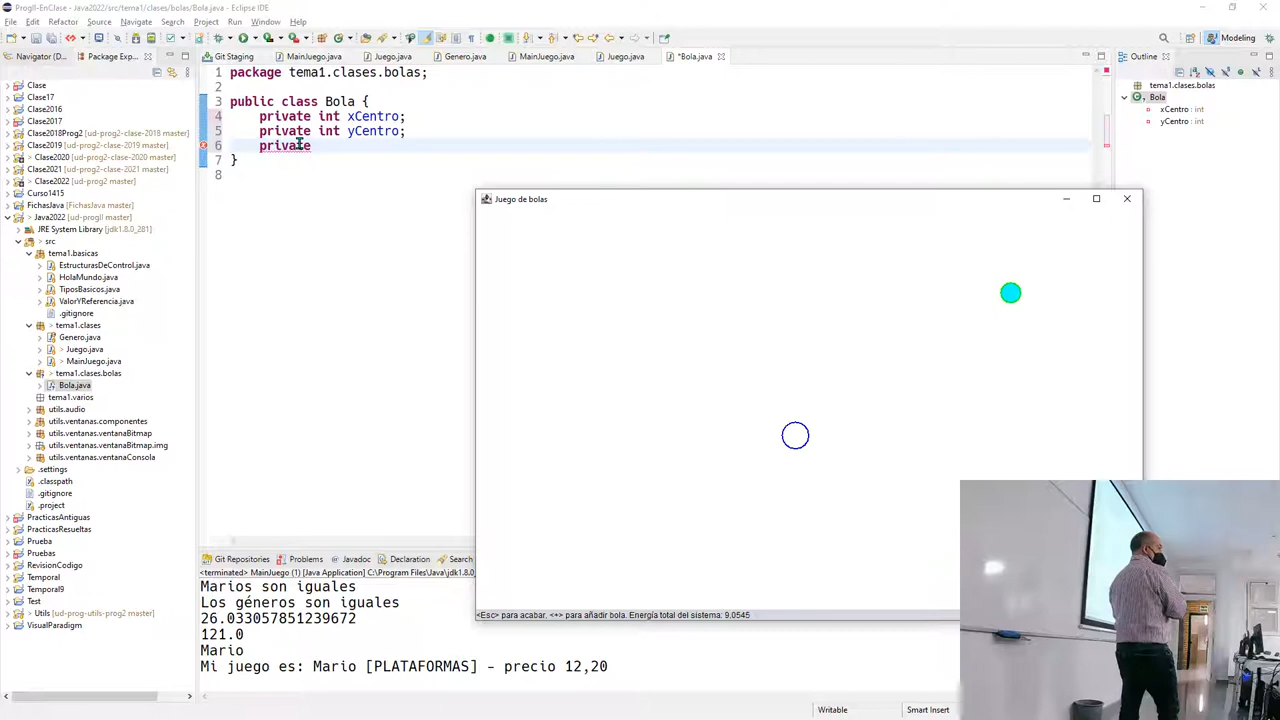 ProgII-EnClase - Java2022/src/tema1/clases/bolas/Bola.java - Eclipse IDE
File Edit Refactor Source Navigate Search Project Run Window Help
Modeling
Navigator (D...
Package Exp...
Git Staging
MainJuego.java
Juego.java
Genero.java
MainJuego.java
Juego.java
*Bola.java
Outline
Clase
Clase17
Clase2016
Clase2017
Clase2018Prog2 (ud-prog2-clase-2018 master)
Clase2019 (ud-prog2-clase-2019 master)
> Clase2020 (ud-prog2-clase-2020 master)
Clase2021 (ud-prog2-clase-2021 master)
> Clase2022 (ud-prog2-clase-2022 master)
Curso1415
FichasJava (ud-progII master)
> Java2022 (ud-progII master)
JRE System Library [jdk1.8.0_281]
> src
tema1.basicas
EstructurasDeControl.java
HolaMundo.java
TiposBasicos.java
ValorYReferencia.java
.gitignore
> tema1.clases
Genero.java
> Juego.java
> MainJuego.java
> tema1.clases.bolas
Bola.java
tema1.varios
utils.audio
utils.ventanas.componentes
utils.ventanas.ventanaBitmap
utils.ventanas.ventanaBitmap.img
utils.ventanas.ventanaConsola
.settings
.classpath
.gitignore
.project
PracticasAntiguas
PracticasResueltas
Prueba
Pruebas
RevisionCodigo
Temporal
Temporal9
Test
> Utils (ud-prog-utils-prog2 master)
VisualParadigm
1 package tema1.clases.bolas;
2
3 public class Bola {
4 private int xCentro;
5 private int yCentro;
6 private
7 }
8
tema1.clases.bolas
Bola
xCentro : int
yCentro : int
Juego de bolas
<Esc> para acabar, <+> para añadir bola. Energía total del sistema: 9,0545
Git Repositories
Problems
Javadoc
Declaration
Search
<terminated> MainJuego (1) [Java Application] C:\Program Files\Java\jdk1.8.0_
Marios son iguales
Los géneros son iguales
26.033057851239672
121.0
Mario
Mi juego es: Mario [PLATAFORMAS] - precio 12,20
Writable
Smart Insert